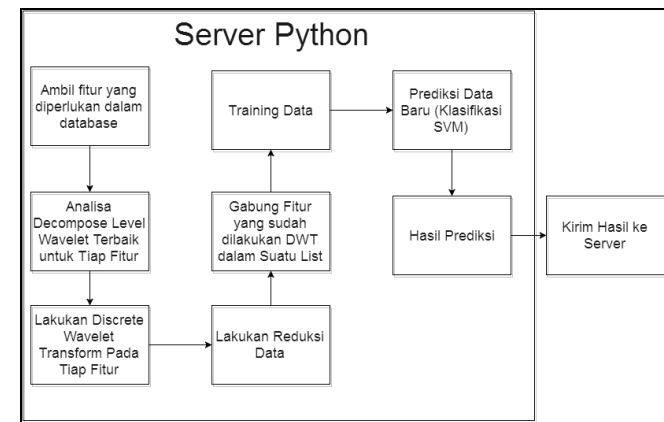 Server Python
Ambil fitur yang
diperlukan dalam
database
Analisa
Decompose Level
Wavelet Terbaik
untuk Tiap Fitur
Lakukan Discrete
Wavelet
Transform Pada
Tiap Fitur
Lakukan Reduksi
Data
Gabung Fitur
yang sudah
dilakukan DWT
dalam Suatu List
Training Data
Prediksi Data
Baru (Klasifikasi
SVM)
Hasil Prediksi
Kirim Hasil ke
Server